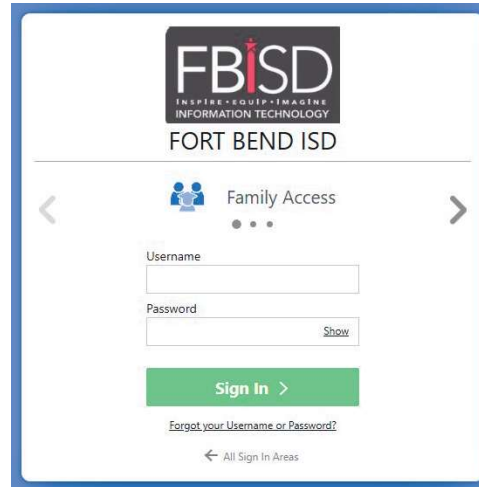 FBISD
INSPIRE•EQUIP•IMAGINE
INFORMATION TECHNOLOGY
FORT BEND ISD
Family Access
Username
Password
Show
Sign In
Forgot your Username or Password?
All Sign In Areas